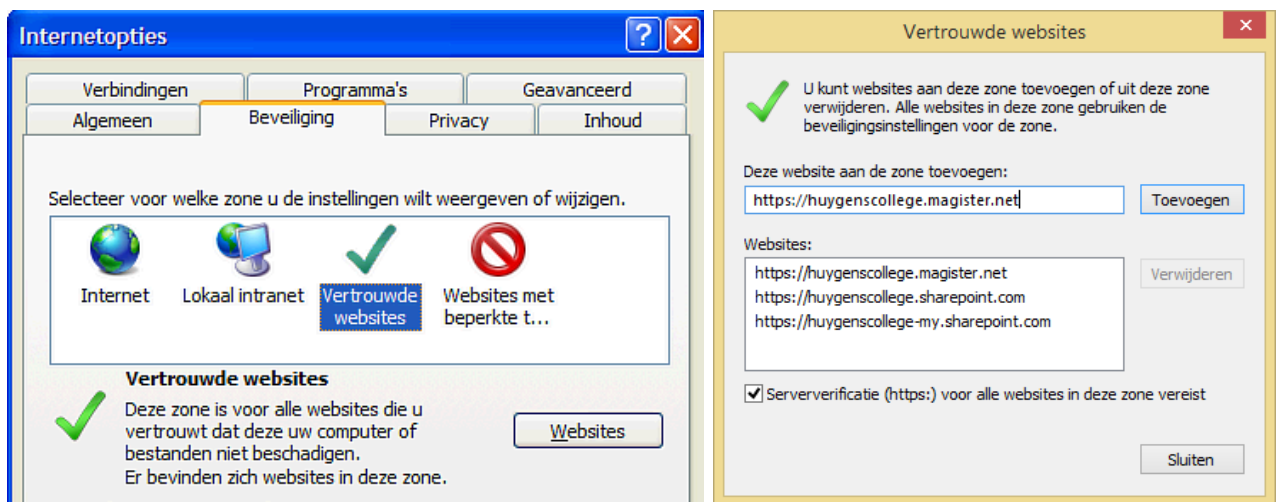 Internetopties
Verbindingen
Programma's
Geavanceerd
Algemeen
Beveiliging
Privacy
Inhoud
Selecteer voor welke zone u de instellingen wilt weergeven of wijzigen.
Internet
Lokaal intranet
Vertrouwde
websites
Websites met
beperkte t...
Vertrouwde websites
Deze zone is voor alle websites die u
vertrouwt dat deze uw computer of
bestanden niet beschadigen.
Er bevinden zich websites in deze zone.
Websites
Vertrouwde websites
U kunt websites aan deze zone toevoegen of uit deze zone
verwijderen. Alle websites in deze zone gebruiken de
beveiligingsinstellingen voor de zone.
Deze website aan de zone toevoegen:
https://huygenscollege.magister.net
Toevoegen
Websites:
https://huygenscollege.magister.net
https://huygenscollege.sharepoint.com
https://huygenscollege-my.sharepoint.com
Verwijderen
Serververificatie (https:) voor alle websites in deze zone vereist
Sluiten